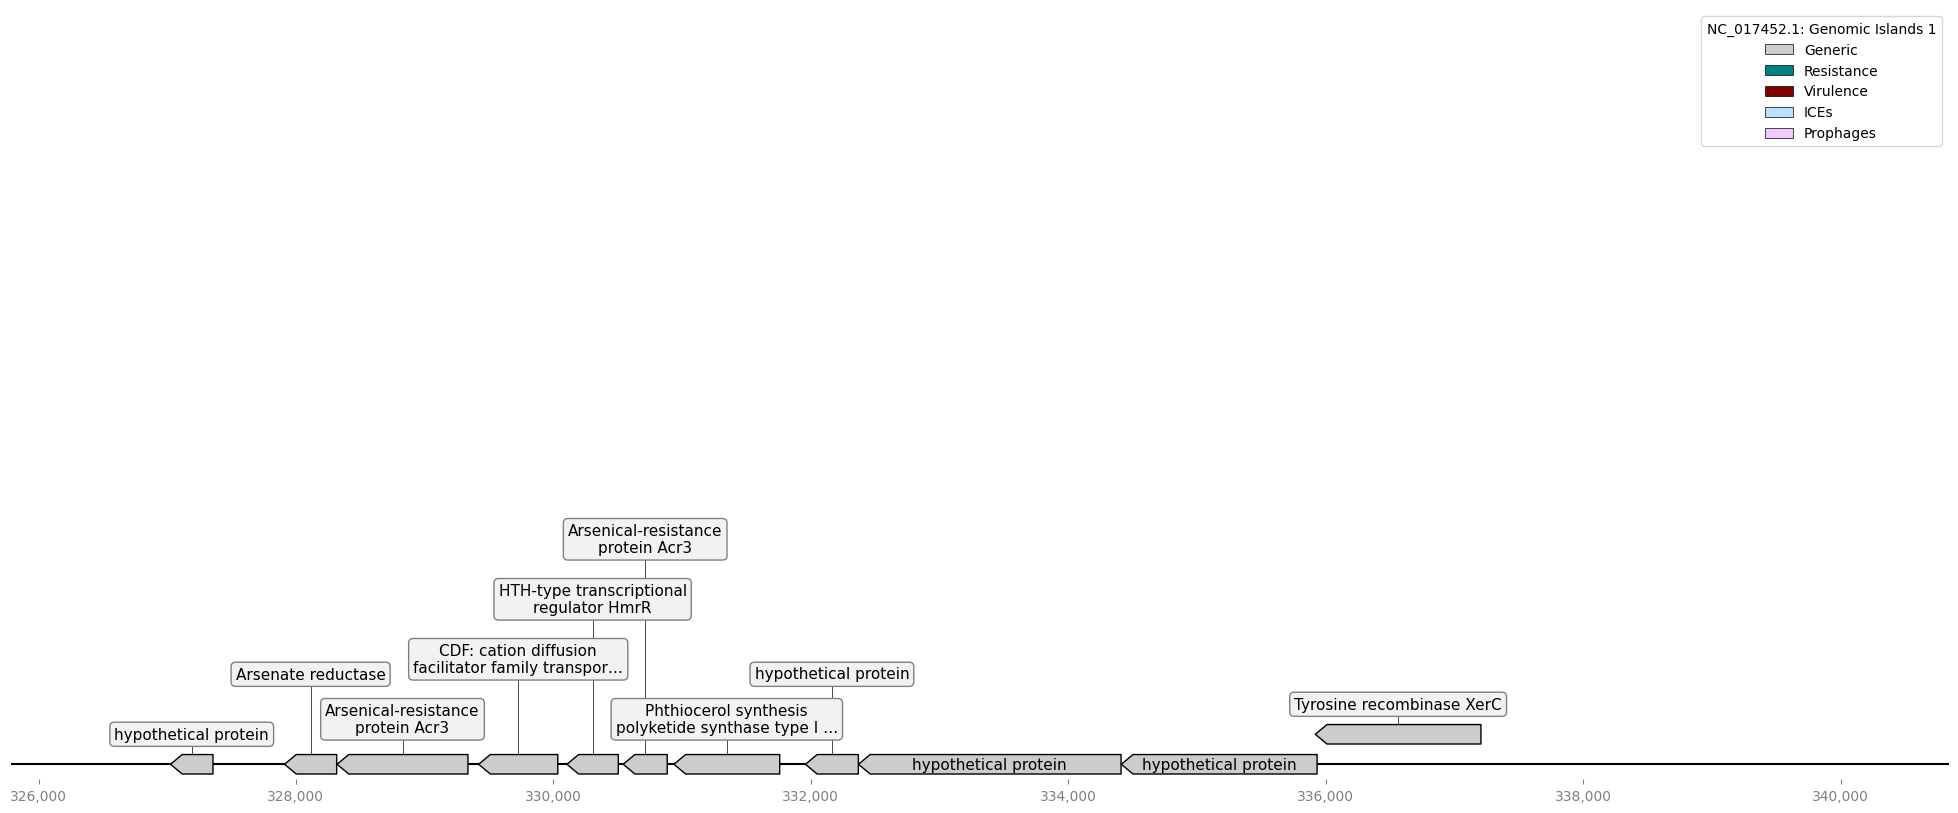 NC_017452.1: Genomic Islands 1
Generic
Resistance
Virulence
ICEs
Prophages
Arsenical-resistance
protein Acr3
HTH-type transcriptional
regulator HmrR
CDF: cation diffusion
facilitator family transpor...
Arsenate reductase
hypothetical protein
Arsenical-resistance
protein Acr3
Phthiocerol synthesis
polyketide synthase type I ...
Tyrosine recombinase XerC
hypothetical protein
hypothetical protein
hypothetical protein
326,000
328,000
330,000
332,000
334,000
336,000
338,000
340,000